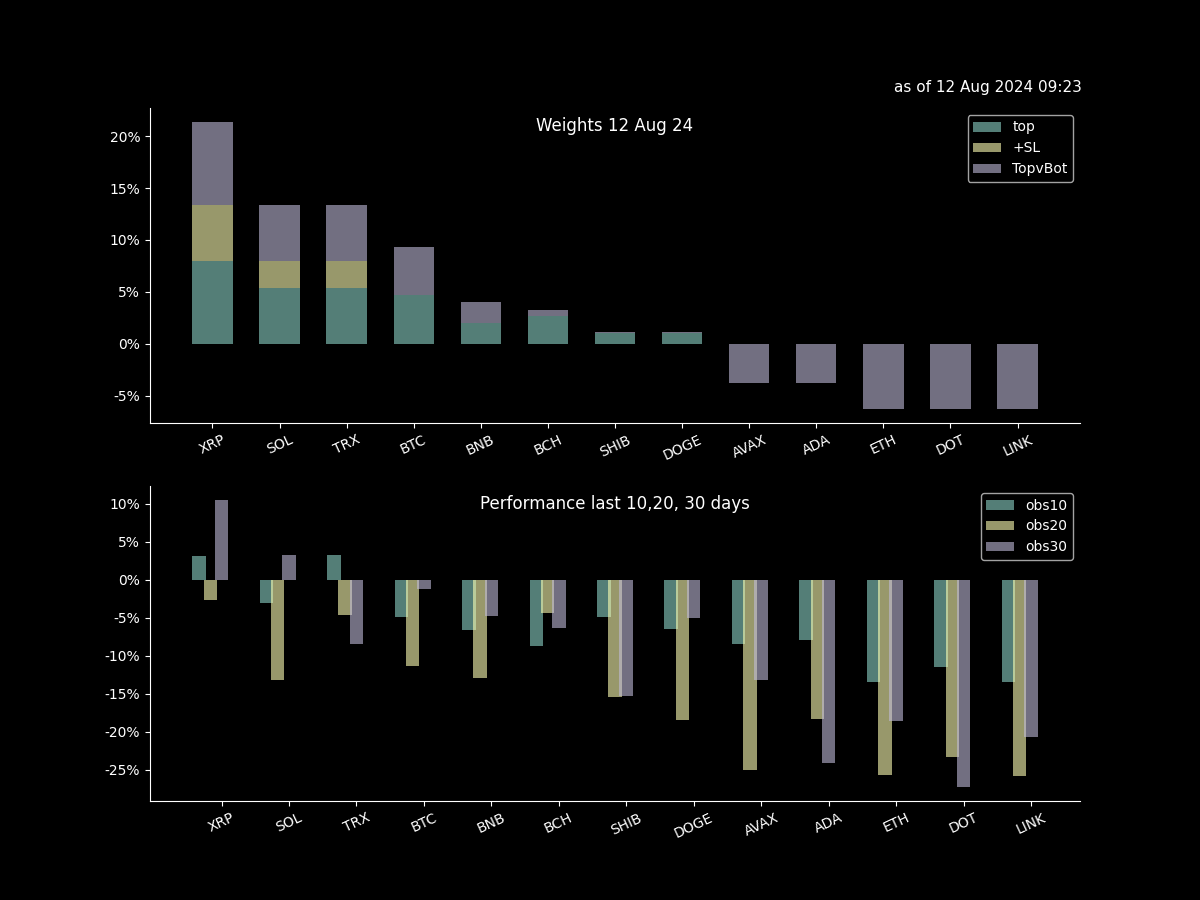 as of 12 Aug 2024 09:23
Weights 12 Aug 24
top
+SL
TopvBot
20%
15%
10%
5%
0%
-5%
XRP SOL TRX BTC BNB BCH SHIB DOGE AVAX ADA ETH DOT LINK
Performance last 10,20, 30 days
obs10
obs20
obs30
10%
5%
0%
-5%
-10%
-15%
-20%
-25%
XRP SOL TRX BTC BNB BCH SHIB DOGE AVAX ADA ETH DOT LINK